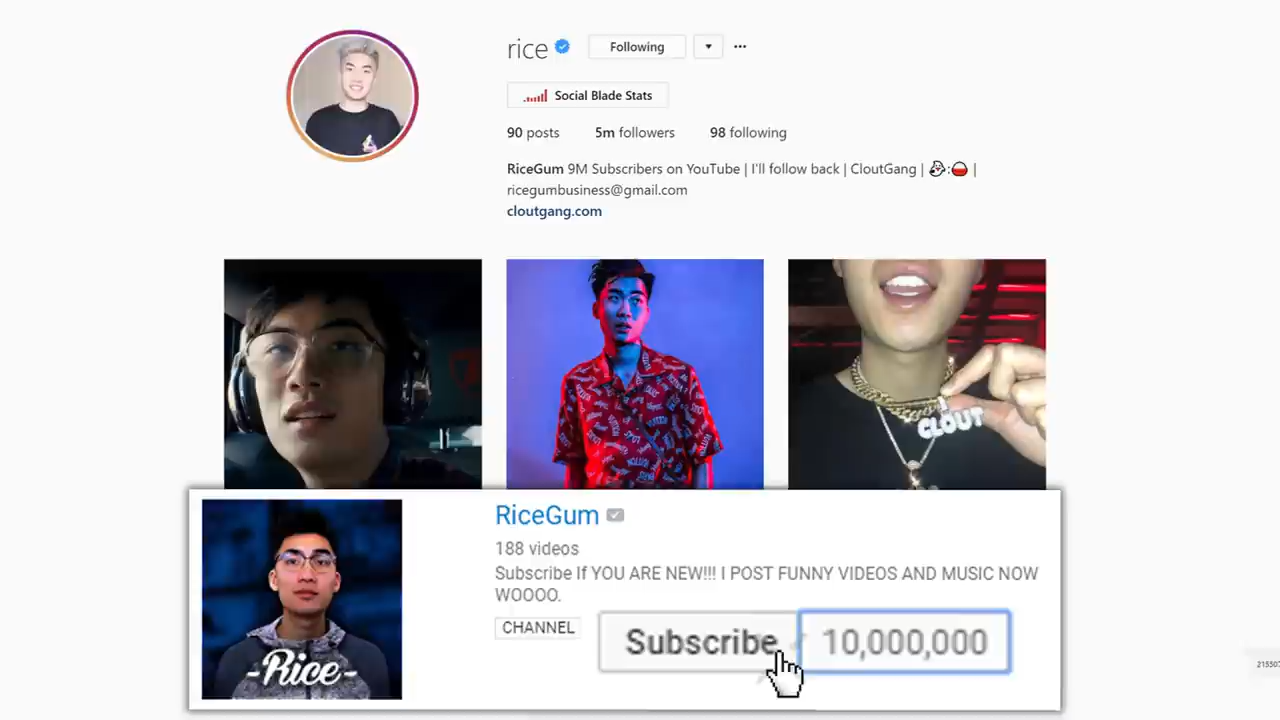 rice Following
Social Blade Stats
90 posts 5m followers 98 following
RiceGum 9M Subscribers on YouTube | I'll follow back | CloutGang | 👻:🍚 |
ricegumbusiness@gmail.com
cloutgang.com
CLOUT
RiceGum
188 videos
Subscribe If YOU ARE NEW!!! I POST FUNNY VIDEOS AND MUSIC NOW
WOOOO.
CHANNEL
Subscribe 10,000,000
-Rice-